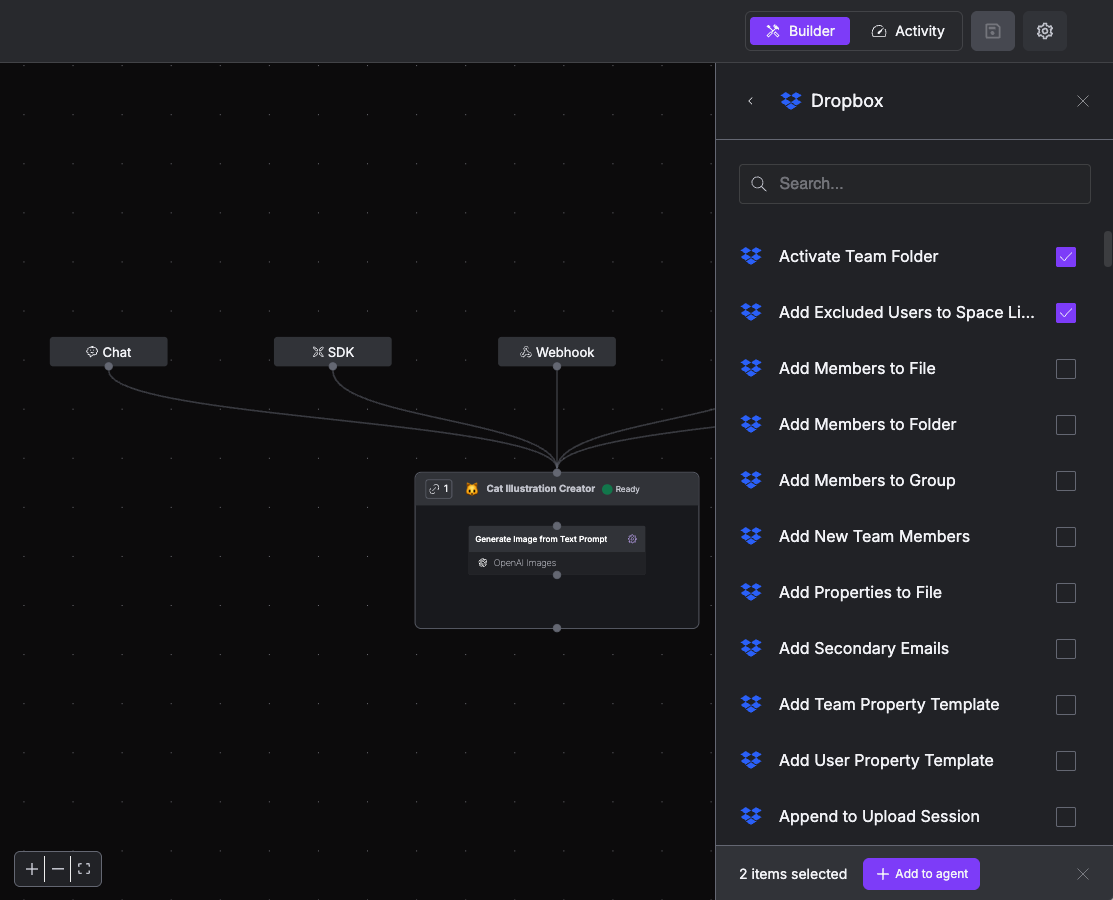 Builder
Activity
Dropbox
Search...
Activate Team Folder
Add Excluded Users to Space Li...
Add Members to File
Add Members to Folder
Add Members to Group
Add New Team Members
Add Properties to File
Add Secondary Emails
Add Team Property Template
Add User Property Template
Append to Upload Session
2 items selected
Add to agent
Chat
SDK
Webhook
1
Cat Illustration Creator
Ready
Generate Image from Text Prompt
OpenAI Images